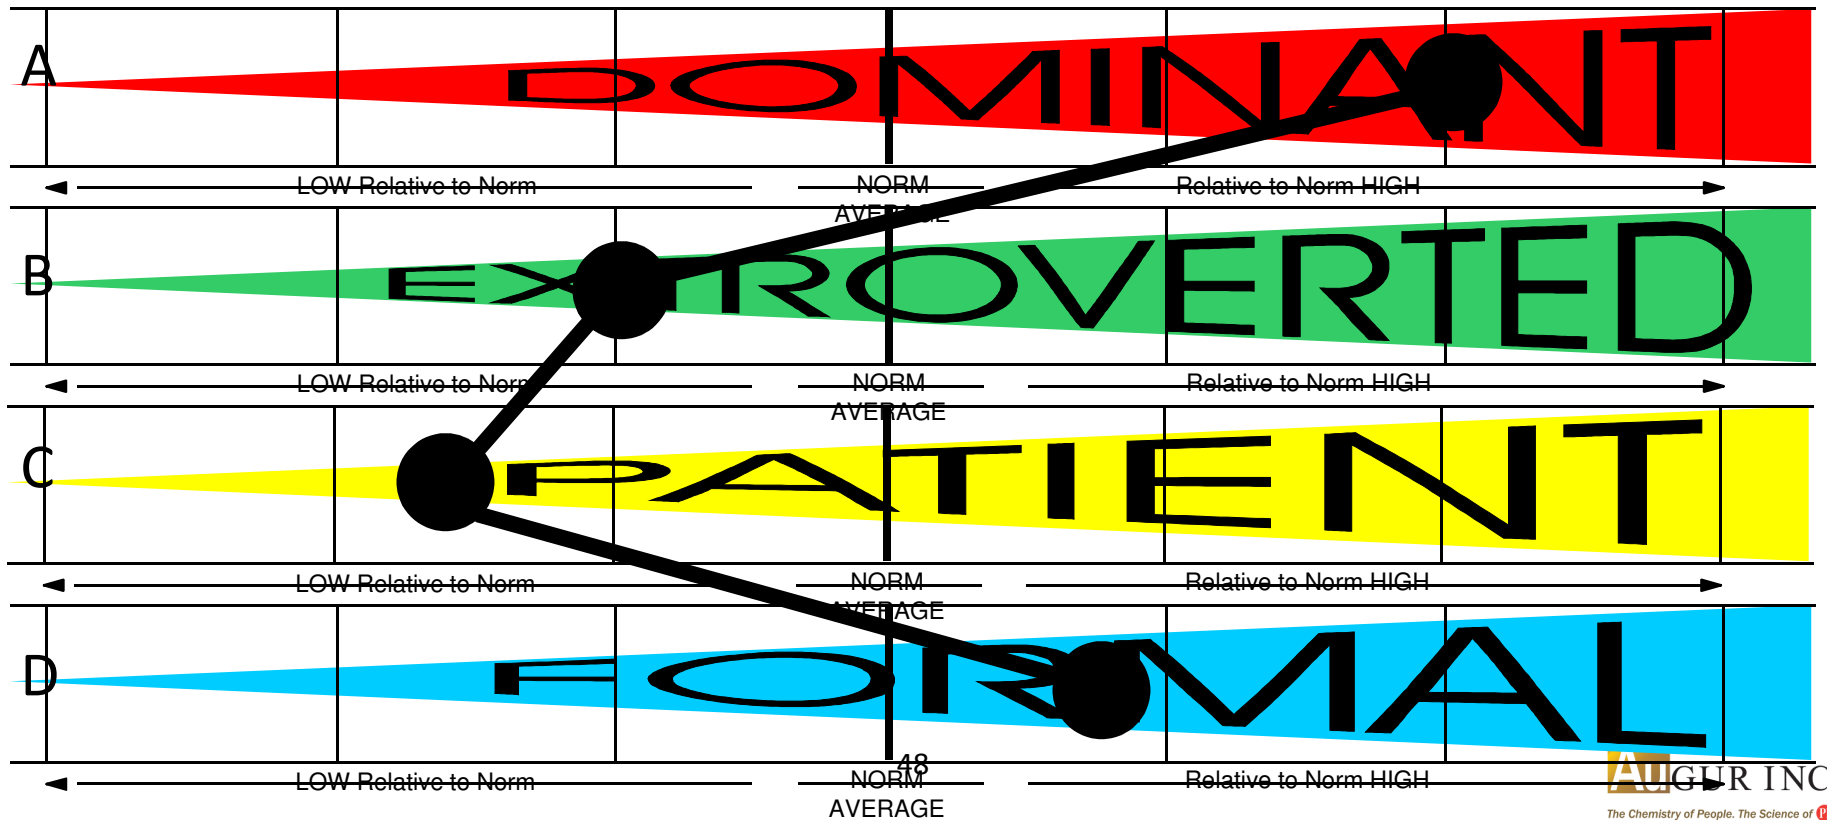 A DOMINANT
LOW Relative to Norm NORM Relative to Norm HIGH
AVERAGE
B EXTROVERTED
LOW Relative to Norm NORM Relative to Norm HIGH
AVERAGE
C PATIENT
LOW Relative to Norm NORM Relative to Norm HIGH
AVERAGE
D FORMAL
48
LOW Relative to Norm NORM Relative to Norm HIGH
AVERAGE
AUGUR INC
The Chemistry of People. The Science of P